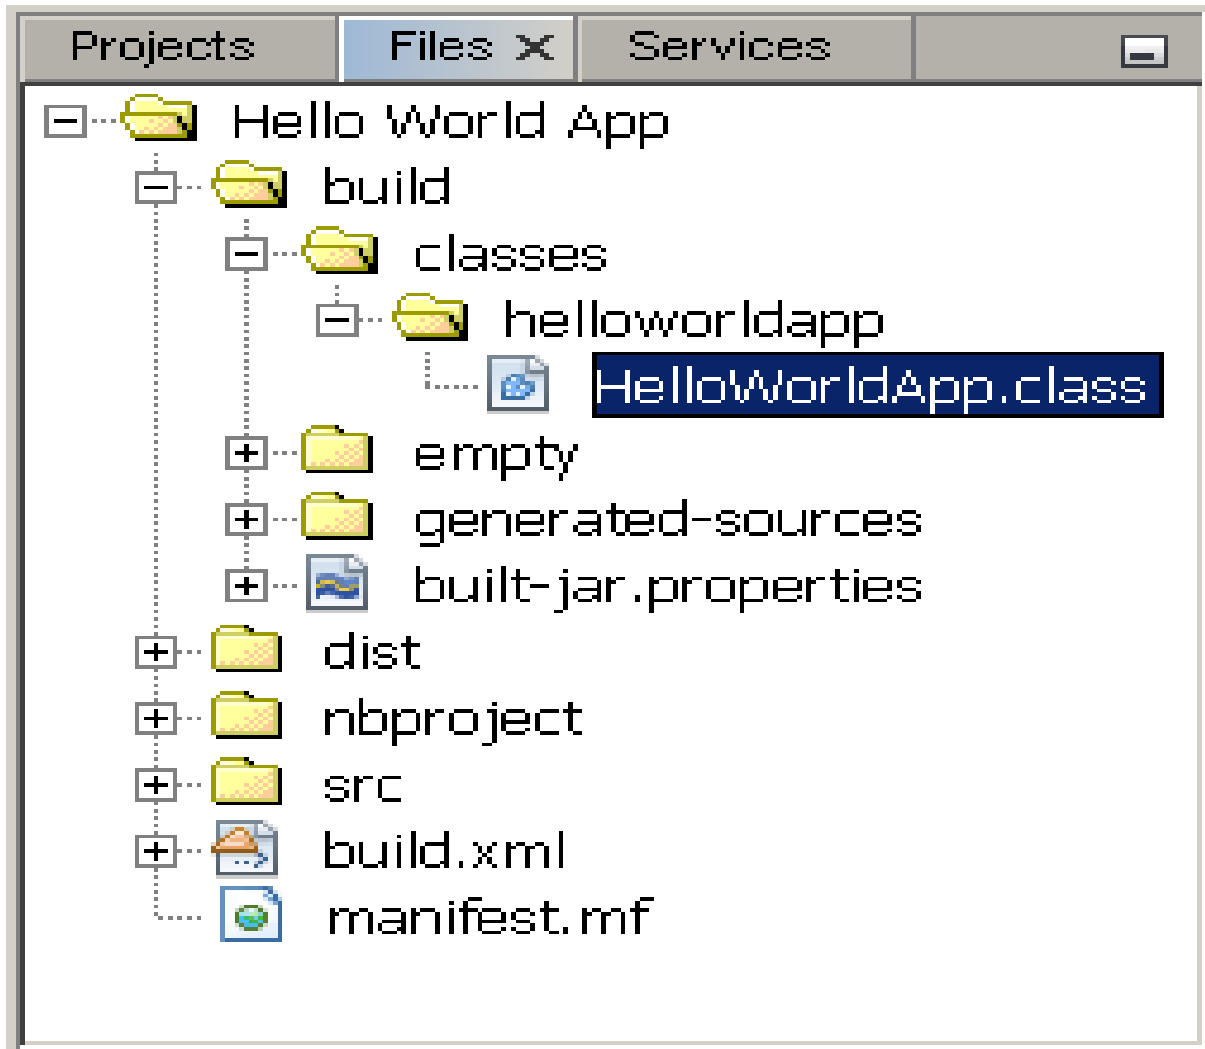 Projects Files Services
Hello World App
build
classes
helloworldapp
HelloWorldApp.class
empty
generated-sources
built-jar.properties
dist
nbproject
src
build.xml
manifest.mf